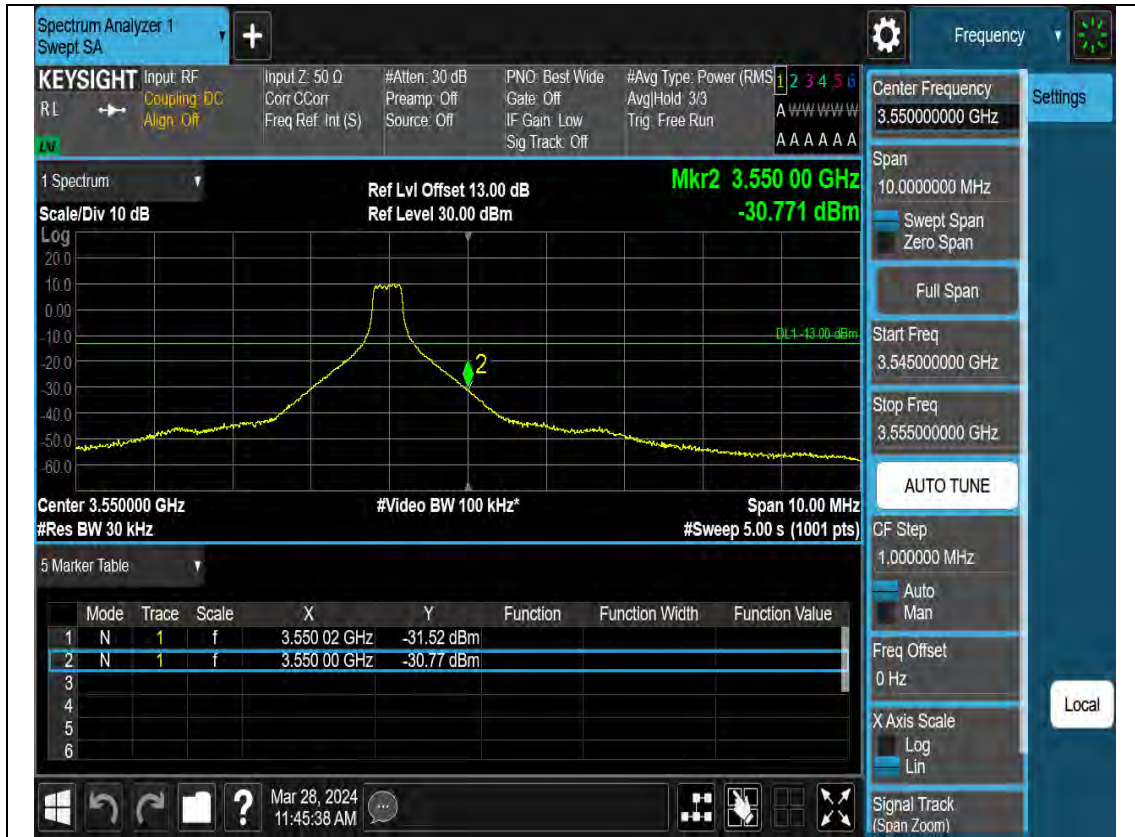 Spectrum Analyzer 1
Swept SA
+
Frequency
KEYSIGHT
RL
Input: RF
Coupling: DC
Align: Off
Input Z: 50 Ω
Corr CCorr
Freq Ref: Int (S)
#Atten: 30 dB
Preamp: Off
Source: Off
PNO: Best Wide
Gate: Off
IF Gain: Low
Sig Track: Off
#Avg Type: Power (RMS
Avg|Hold: 3/3
Trig: Free Run
1 2 3 4 5 6
A W W W W W
A A A A A A
1 Spectrum
Scale/Div 10 dB
Log
Ref Lvl Offset 13.00 dB
Ref Level 30.00 dBm
Mkr2 3.550 00 GHz
-30.771 dBm
20.0
10.0
0.00
-10.0
-20.0
-30.0
-40.0
-50.0
-60.0
DL1 -13.00 dBm
2
Center 3.550000 GHz
#Video BW 100 kHz*
Span 10.00 MHz
#Res BW 30 kHz
#Sweep 5.00 s (1001 pts)
5 Marker Table
Mode Trace Scale X Y Function Function Width Function Value
1 N 1 f 3.550 02 GHz -31.52 dBm
2 N 1 f 3.550 00 GHz -30.77 dBm
3
4
5
6
Mar 28, 2024
11:45:38 AM
?
Center Frequency
3.550000000 GHz
Settings
Span
10.0000000 MHz
Swept Span
Zero Span
Full Span
Start Freq
3.545000000 GHz
Stop Freq
3.555000000 GHz
AUTO TUNE
CF Step
1.000000 MHz
Auto
Man
Freq Offset
0 Hz
X Axis Scale
Log
Lin
Local
Signal Track
(Span Zoom)